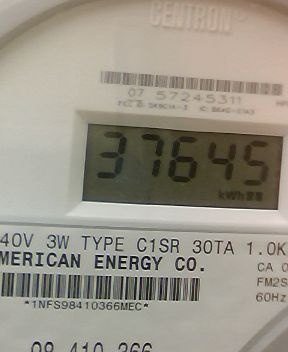 CENTRON®
07 57245311
37645
kWh
40V 3W TYPE C1SR 30TA 1.0K
MERICAN ENERGY CO.
CA 0
FM2S
60Hz
*1NFS98410366MEC*
98 410 366